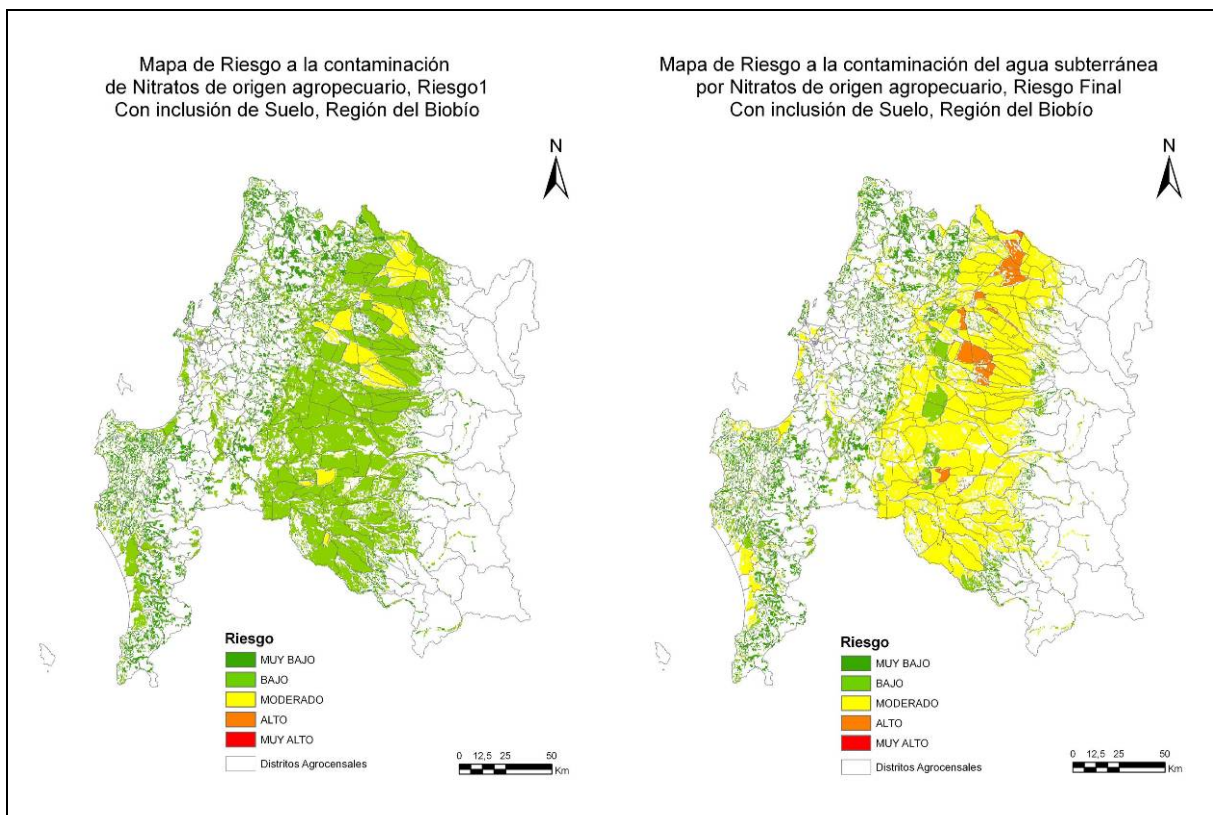 Mapa de Riesgo a la contaminación
de Nitratos de origen agropecuario, Riesgo1
Con inclusión de Suelo, Región del Biobío
N
Riesgo
MUY BAJO
BAJO
MODERADO
ALTO
MUY ALTO
Distritos Agrocensales
0 12,5 25 50
Km
Mapa de Riesgo a la contaminación del agua subterránea
por Nitratos de origen agropecuario, Riesgo Final
Con inclusión de Suelo, Región del Biobío
N
Riesgo
MUY BAJO
BAJO
MODERADO
ALTO
MUY ALTO
Distritos Agrocensales
0 12,5 25 50
Km